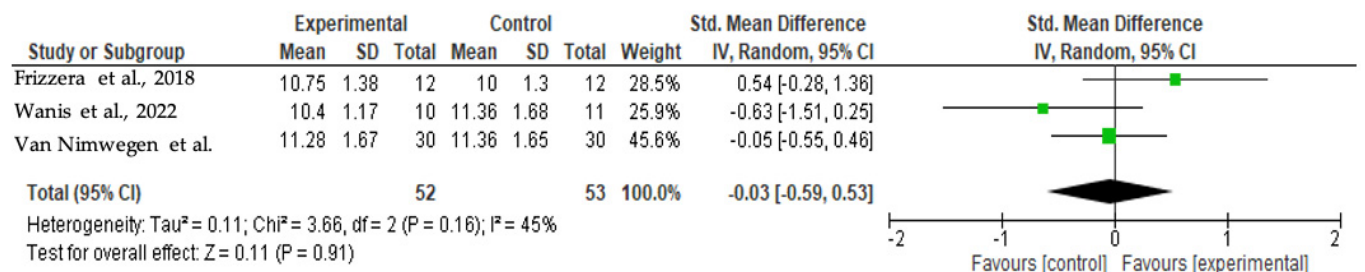 Experimental Control Std. Mean Difference Std. Mean Difference
Study or Subgroup Mean SD Total Mean SD Total Weight IV, Random, 95% CI IV, Random, 95% CI
Frizzera et al., 2018 10.75 1.38 12 10 1.3 12 28.5% 0.54 [-0.28, 1.36]
Wanis et al., 2022 10.4 1.17 10 11.36 1.68 11 25.9% -0.63 [-1.51, 0.25]
Van Nimwegen et al. 11.28 1.67 30 11.36 1.65 30 45.6% -0.05 [-0.55, 0.46]
Total (95% CI) 52 53 100.0% -0.03 [-0.59, 0.53]
Heterogeneity: Tau² = 0.11; Chi² = 3.66, df = 2 (P = 0.16); I² = 45%
Test for overall effect: Z = 0.11 (P = 0.91)
-2 -1 0 1 2
Favours [control] Favours [experimental]